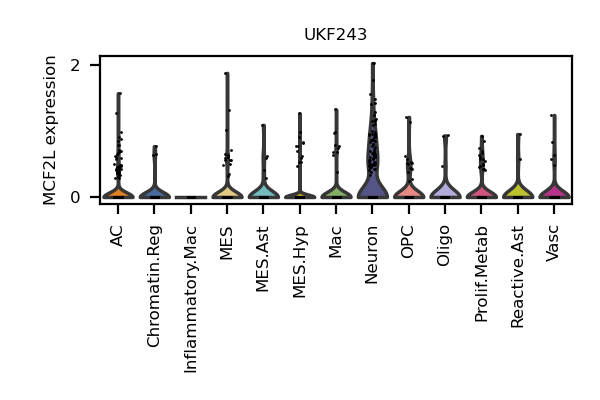 UKF243
MCF2L expression
2
0
AC
Chromatin.Reg
Inflammatory.Mac
MES
MES.Ast
MES.Hyp
Mac
Neuron
OPC
Oligo
Prolif.Metab
Reactive.Ast
Vasc